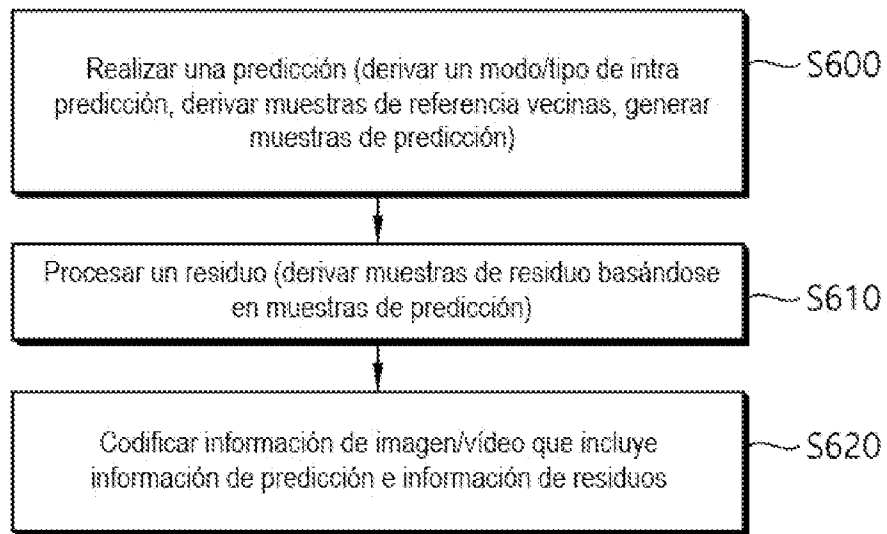 Realizar una predicción (derivar un modo/tipo de intra
predicción, derivar muestras de referencia vecinas, generar
muestras de predicción)
S600
Procesar un residuo (derivar muestras de residuo basándose
en muestras de predicción)
S610
Codificar información de imagen/vídeo que incluye
información de predicción e información de residuos
S620